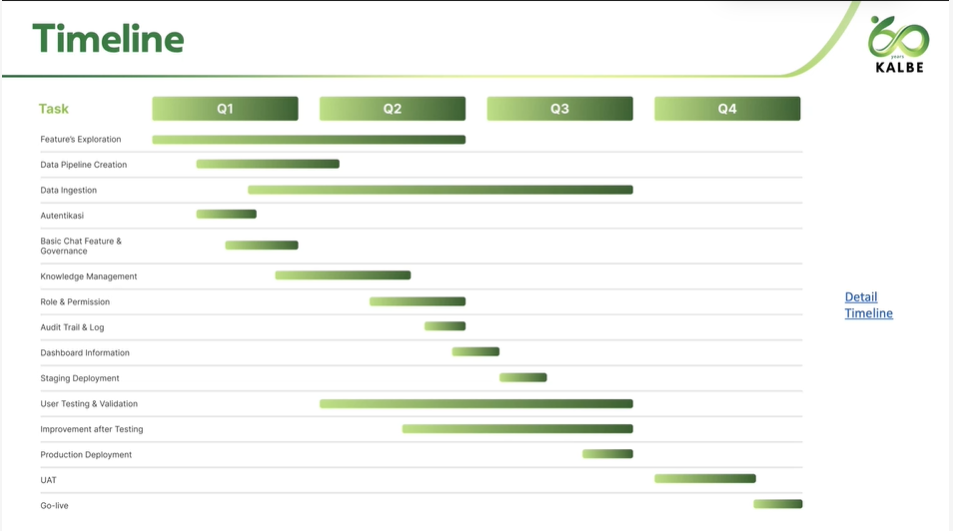 Timeline
60
years
KALBE
Task
Q1
Q2
Q3
Q4
Feature's Exploration
Data Pipeline Creation
Data Ingestion
Autentikasi
Basic Chat Feature &
Governance
Knowledge Management
Role & Permission
Audit Trail & Log
Dashboard Information
Staging Deployment
User Testing & Validation
Improvement after Testing
Production Deployment
UAT
Go-live
Detail
Timeline